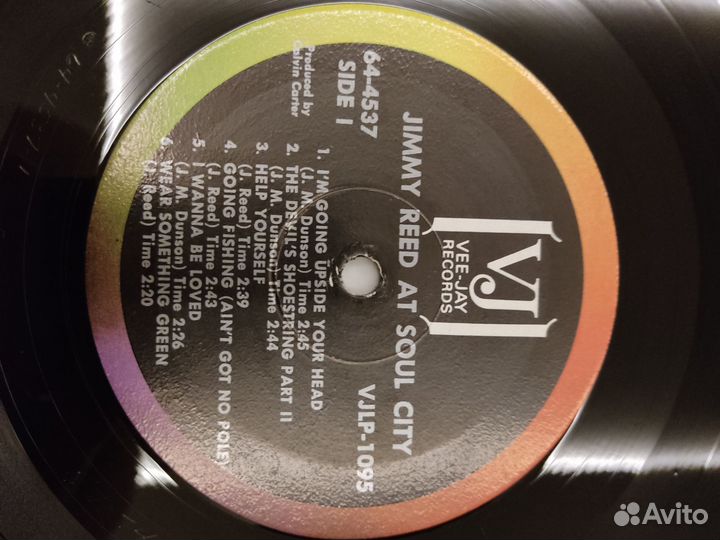 VJ
VEE-JAY
RECORDS
JIMMY REED AT SOUL CITY
64-4537 VJLP-1095
SIDE I
Produced by
Calvin Carter
1. I'M GOING UPSIDE YOUR HEAD
(J. M. Dunson) Time 2:45
2. THE DEVIL'S SHOESTRING PART II
(J. M. Dunson) Time 2:44
3. HELP YOURSELF
(J. Reed) Time 2:39
4. GOING FISHING (AIN'T GOT NO POLE)
(J. Reed) Time 2:43
5. I WANNA BE LOVED
(J. M. Dunson) Time 2:26
6. WEAR SOMETHING GREEN
(J. Reed) Time 2:20
Avito